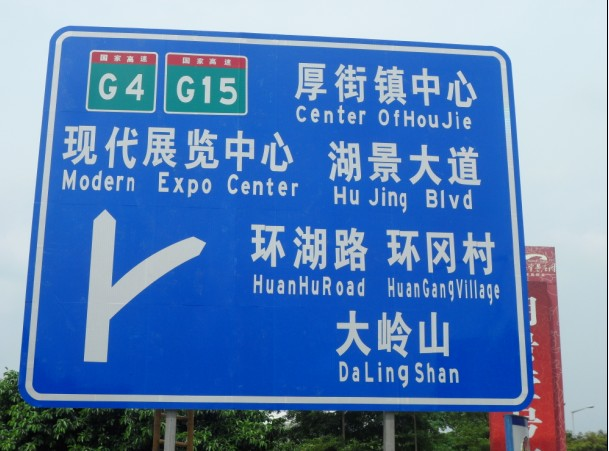 国家高速 国家高速
G4 G15
厚街镇中心
Center OfHouJie
现代展览中心
Modern Expo Center
湖景大道
Hu Jing Blvd
环湖路 环冈村
HuanHuRoad HuanGangVillage
大岭山
DaLingShan